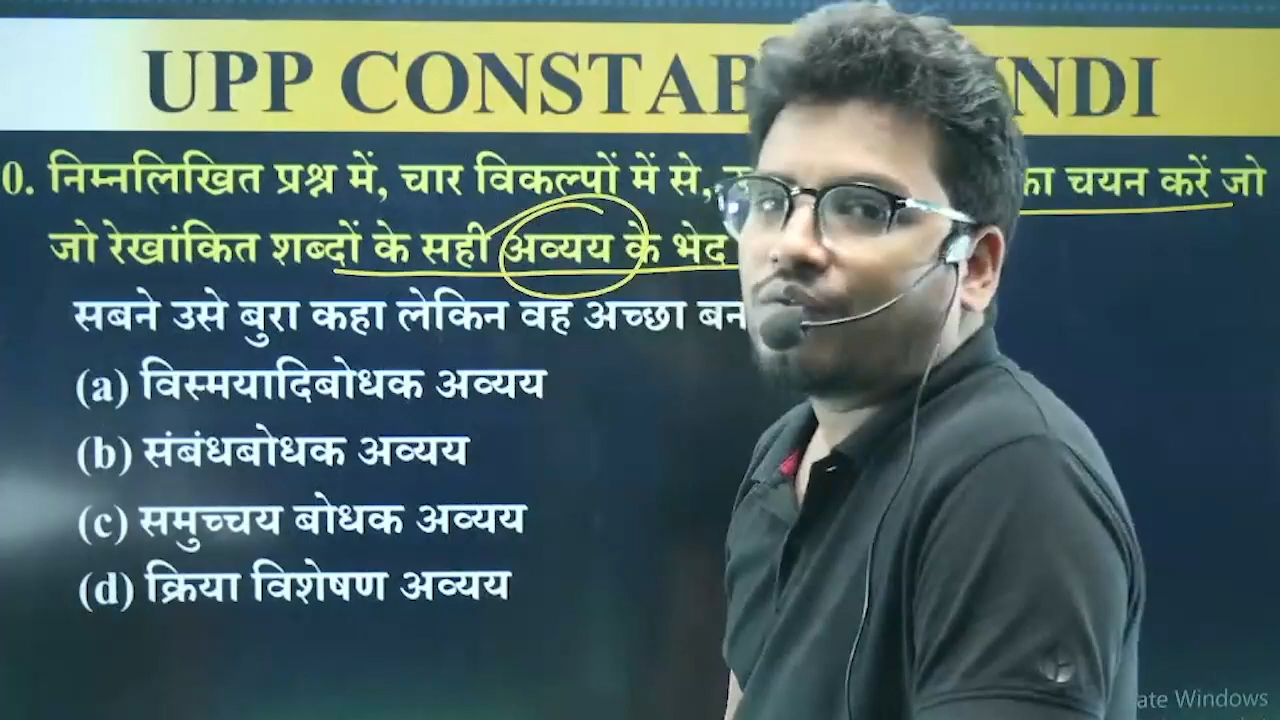 UPP CONSTAB NDI
0. निम्नलिखित प्रश्न में, चार विकल्पों में से, का चयन करें जो
जो रेखांकित शब्दों के सही अव्यय के भेद
सबने उसे बुरा कहा लेकिन वह अच्छा बन
(a) विस्मयादिबोधक अव्यय
(b) संबंधबोधक अव्यय
(c) समुच्चय बोधक अव्यय
(d) क्रिया विशेषण अव्यय
ate Windows